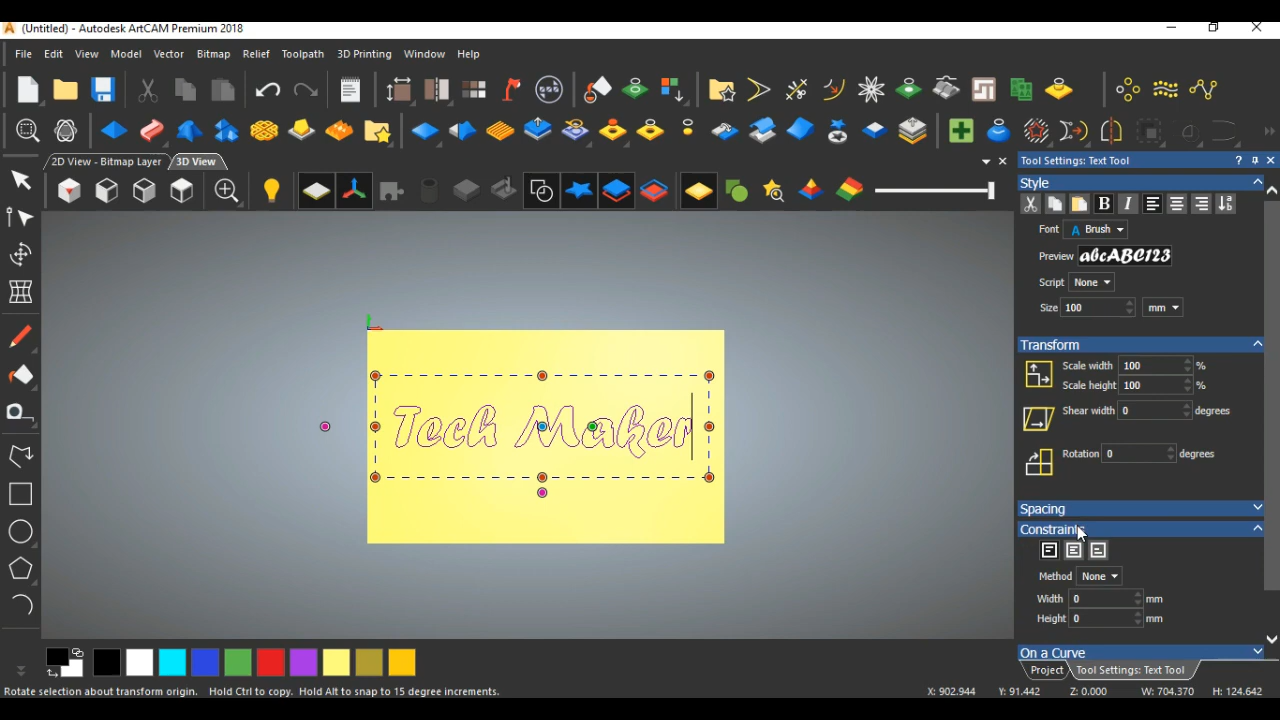 (Untitled) - Autodesk ArtCAM Premium 2018
File Edit View Model Vector Bitmap Relief Toolpath 3D Printing Window Help
2D View - Bitmap Layer 3D View
Tool Settings: Text Tool
Style
B I
Font A Brush
Preview abcABC123
Script None
Size 100 mm
Transform
Scale width 100 %
Scale height 100 %
Shear width 0 degrees
Rotation 0 degrees
Spacing
Constraints
Method None
Width 0 mm
Height 0 mm
On a Curve
Project Tool Settings: Text Tool
Tech Maker
Rotate selection about transform origin. Hold Ctrl to copy. Hold Alt to snap to 15 degree increments. X: 902.944 Y: 91.442 Z: 0.000 W: 704.370 H: 124.642